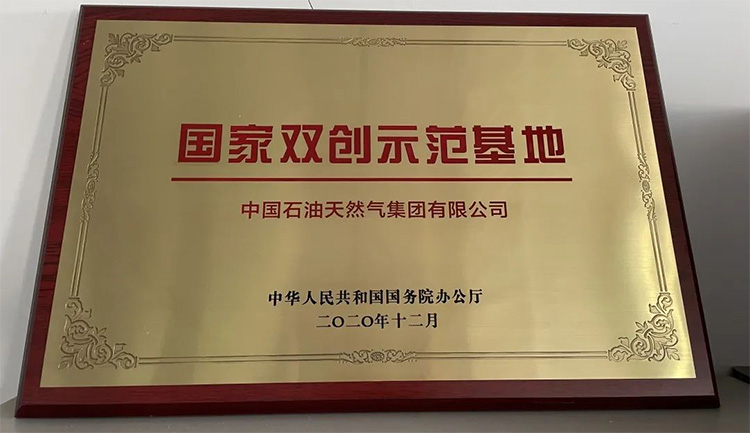 国家双创示范基地
中国石油天然气集团有限公司
中华人民共和国国务院办公厅
二〇二〇年十二月